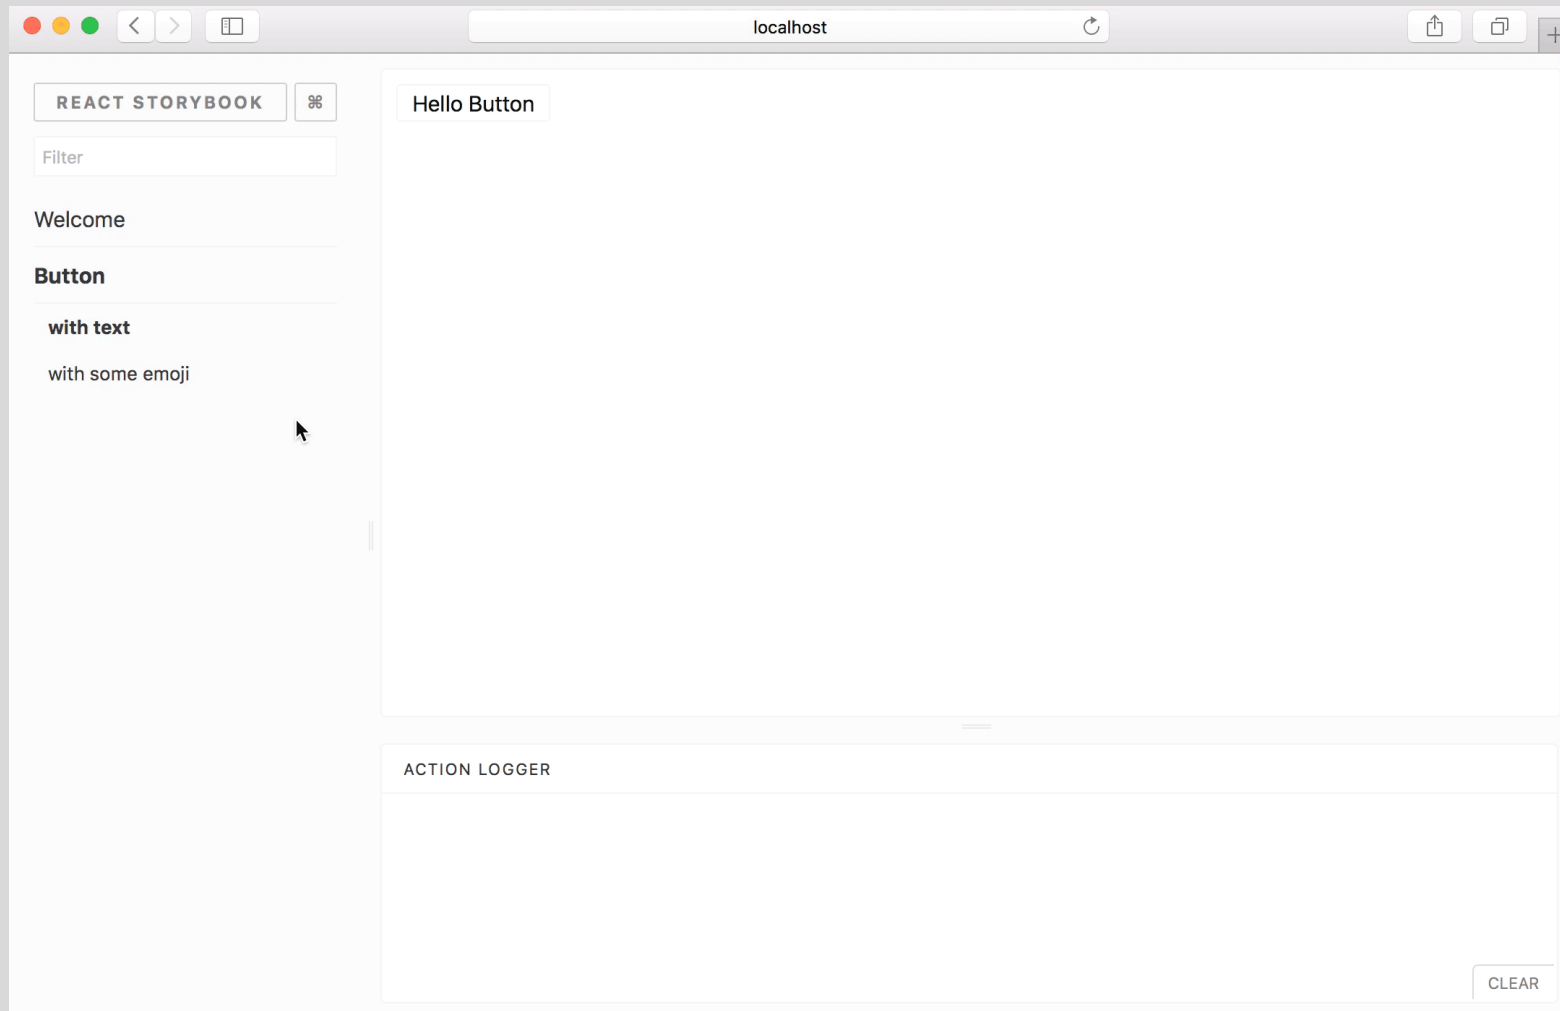 localhost
REACT STORYBOOK ⌘
Filter
Welcome
Button
with text
with some emoji
Hello Button
ACTION LOGGER
CLEAR